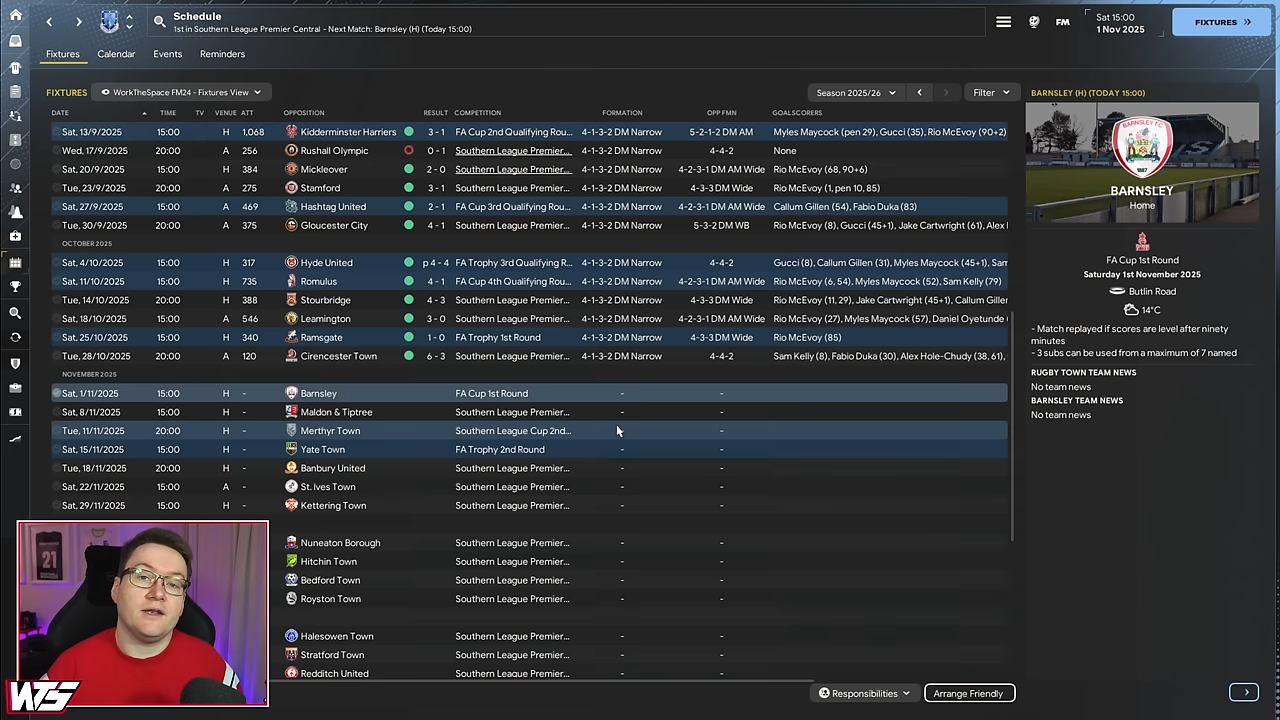 Schedule
1st in Southern League Premier Central - Next Match: Barnsley (H) (Today 15:00)
FM
Sat 15:00
1 Nov 2025
FIXTURES
Fixtures Calendar Events Reminders
FIXTURES WorkTheSpace FM24 - Fixtures View Season 2025/26 Filter
DATE TIME TV VENUE ATT OPPOSITION RESULT COMPETITION FORMATION OPP FMN GOALSCORERS
Sat, 13/9/2025 15:00 H 1,068 Kidderminster Harriers 3 - 1 FA Cup 2nd Qualifying Rou... 4-1-3-2 DM Narrow 5-2-1-2 DM AM Myles Maycock (pen 29), Gucci (35), Rio McEvoy (90+2)
Wed, 17/9/2025 20:00 A 256 Rushall Olympic 0 - 1 Southern League Premier... 4-1-3-2 DM Narrow 4-4-2 None
Sat, 20/9/2025 15:00 H 384 Mickleover 2 - 0 Southern League Premier... 4-1-3-2 DM Narrow 4-2-3-1 DM AM Wide Rio McEvoy (68, 90+6)
Tue, 23/9/2025 20:00 A 275 Stamford 3 - 1 Southern League Premier... 4-1-3-2 DM Narrow 4-3-3 DM Wide Rio McEvoy (1, pen 10, 85)
Sat, 27/9/2025 15:00 A 469 Hashtag United 2 - 1 FA Cup 3rd Qualifying Rou... 4-1-3-2 DM Narrow 4-2-3-1 DM AM Wide Callum Gillen (54), Fabio Duka (83)
Tue, 30/9/2025 20:00 A 375 Gloucester City 4 - 1 Southern League Premier... 4-1-3-2 DM Narrow 5-3-2 DM WB Rio McEvoy (8), Gucci (45+1), Jake Cartwright (61), Alex
OCTOBER 2025
Sat, 4/10/2025 15:00 H 317 Hyde United p 4 - 4 FA Trophy 3rd Qualifying R... 4-1-3-2 DM Narrow 4-4-2 Gucci (8), Callum Gillen (31), Myles Maycock (45+1), Sam
Sat, 11/10/2025 15:00 H 735 Romulus 4 - 1 FA Cup 4th Qualifying Rou... 4-1-3-2 DM Narrow 4-2-3-1 DM AM Wide Rio McEvoy (6, 54), Myles Maycock (52), Sam Kelly (79)
Tue, 14/10/2025 20:00 H 388 Stourbridge 4 - 3 Southern League Premier... 4-1-3-2 DM Narrow 4-3-3 DM Wide Rio McEvoy (11, 29), Jake Cartwright (45+1), Callum Giller
Sat, 18/10/2025 15:00 A 546 Leamington 3 - 0 Southern League Premier... 4-1-3-2 DM Narrow 4-2-3-1 DM AM Wide Rio McEvoy (27), Myles Maycock (57), Daniel Oyetunde
Sat, 25/10/2025 15:00 H 340 Ramsgate 1 - 0 FA Trophy 1st Round 4-1-3-2 DM Narrow 4-3-3 DM Wide Rio McEvoy (85)
Tue, 28/10/2025 20:00 A 120 Cirencester Town 6 - 3 Southern League Premier... 4-1-3-2 DM Narrow 4-4-2 Sam Kelly (8), Fabio Duka (30), Alex Hole-Chudy (38, 61),
NOVEMBER 2025
Sat, 1/11/2025 15:00 H - Barnsley FA Cup 1st Round - -
Sat, 8/11/2025 15:00 H - Maldon & Tiptree Southern League Premier... - -
Tue, 11/11/2025 20:00 H - Merthyr Town Southern League Cup 2nd... - -
Sat, 15/11/2025 15:00 H - Yate Town FA Trophy 2nd Round - -
Tue, 18/11/2025 20:00 H - Banbury United Southern League Premier... - -
Sat, 22/11/2025 15:00 A - St. Ives Town Southern League Premier... - -
Sat, 29/11/2025 15:00 H - Kettering Town Southern League Premier... - -
Nuneaton Borough Southern League Premier... - -
Hitchin Town Southern League Premier... - -
Bedford Town Southern League Premier... - -
Royston Town Southern League Premier... - -
Halesowen Town Southern League Premier... - -
Stratford Town Southern League Premier... - -
Redditch United Southern League Premier... - -
Responsibilities Arrange Friendly
BARNSLEY (H) (TODAY 15:00)
BARNSLEY FC
1887
BARNSLEY
Home
FA Cup 1st Round
Saturday 1st November 2025
Butlin Road
14°C
- Match replayed if scores are level after ninety
minutes
- 3 subs can be used from a maximum of 7 named
RUGBY TOWN TEAM NEWS
No team news
BARNSLEY TEAM NEWS
No team news
21
WTS